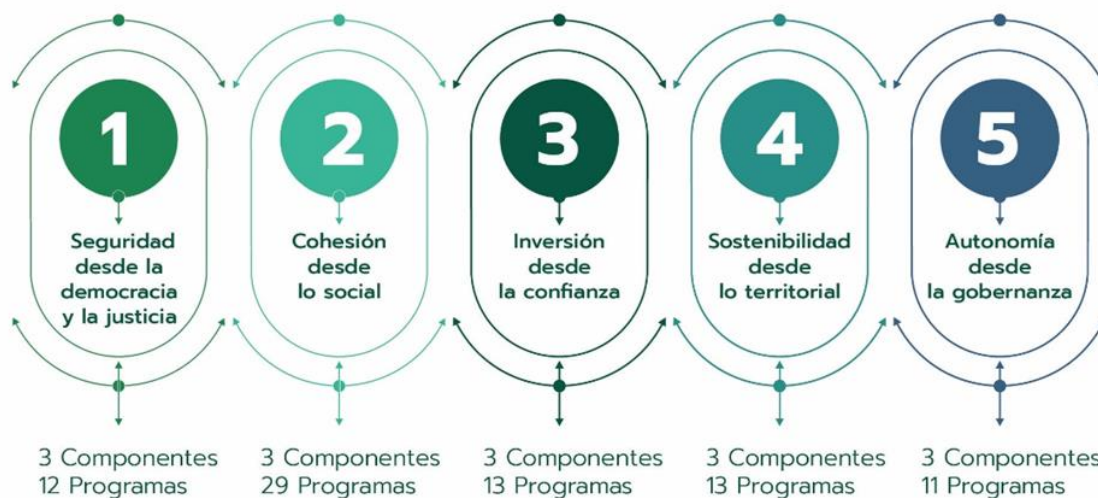 1
Seguridad
desde la
democracia
y la justicia
3 Componentes
12 Programas
2
Cohesión
desde
lo social
3 Componentes
29 Programas
3
Inversión
desde
la confianza
3 Componentes
13 Programas
4
Sostenibilidad
desde
lo territorial
3 Componentes
13 Programas
5
Autonomía
desde
la gobernanza
3 Componentes
11 Programas